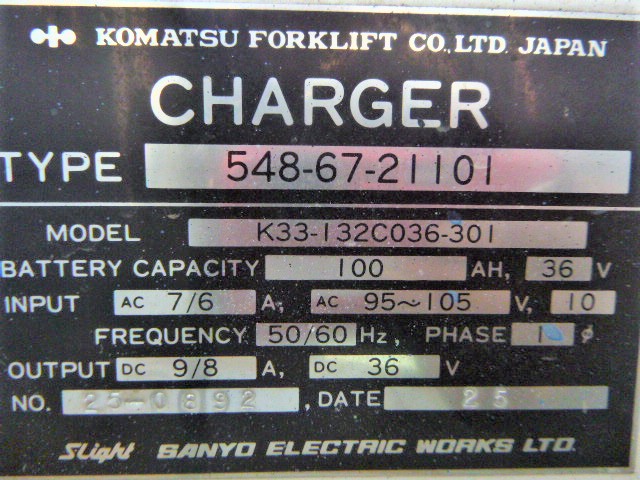 KOMATSU FORKLIFT CO.,LTD. JAPAN
CHARGER
TYPE 548-67-21101
MODEL K33-132C036-301
BATTERY CAPACITY 100 AH, 36 V
INPUT AC 7/6 A, AC 95~105 V, 10
FREQUENCY 50/60 Hz, PHASE 1 ø
OUTPUT DC 9/8 A, DC 36 V
NO. 25-0892 , DATE 25
SLight SANYO ELECTRIC WORKS LTD.